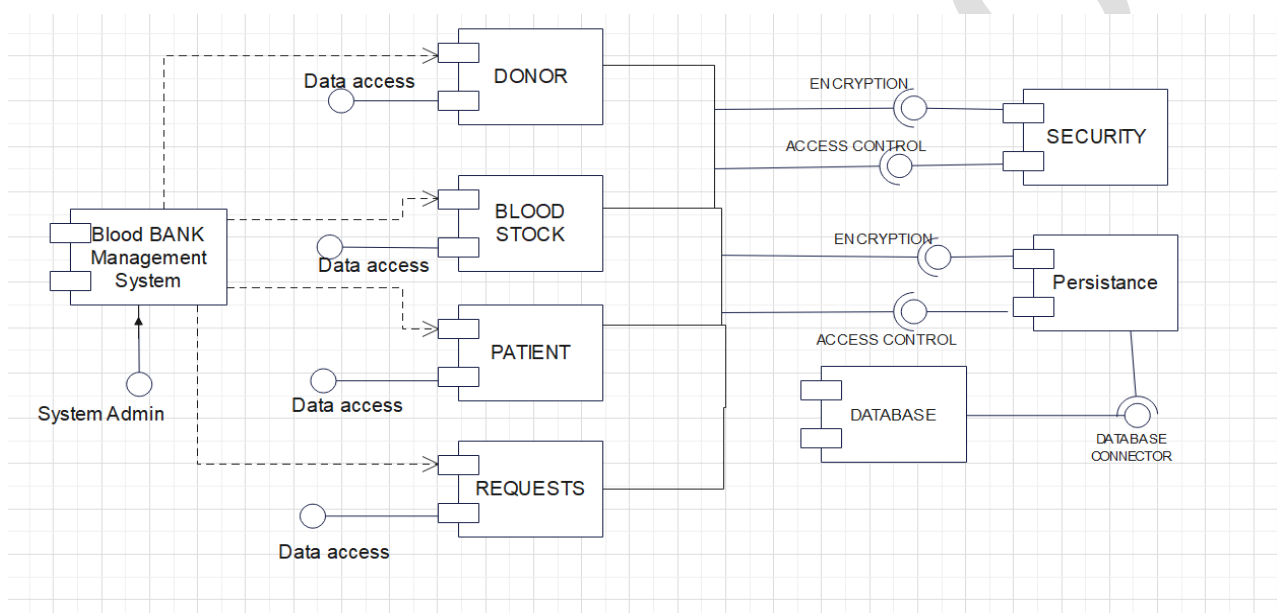 Data access
DONOR
ENCRYPTION
SECURITY
ACCESS CONTROL
Blood BANK
Management
System
BLOOD
STOCK
Data access
ENCRYPTION
Persistance
ACCESS CONTROL
PATIENT
Data access
System Admin
DATABASE
DATABASE
CONNECTOR
REQUESTS
Data access